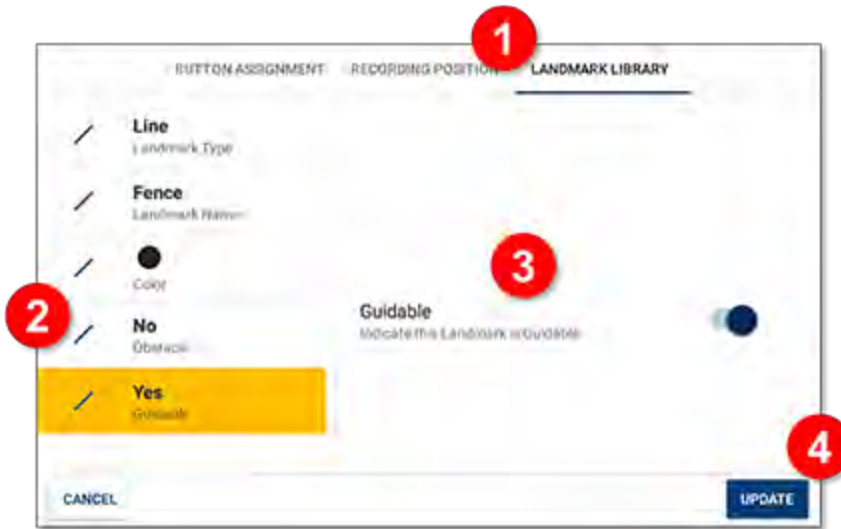 1
BUTTON ASSIGNMENT RECORDING POSITION LANDMARK LIBRARY
Line
Landmark Type
Fence
Landmark Name
Color
2
No
Obstacle
Yes
Guidable
3
Guidable
Indicate this Landmark is Guidable
4
CANCEL
UPDATE